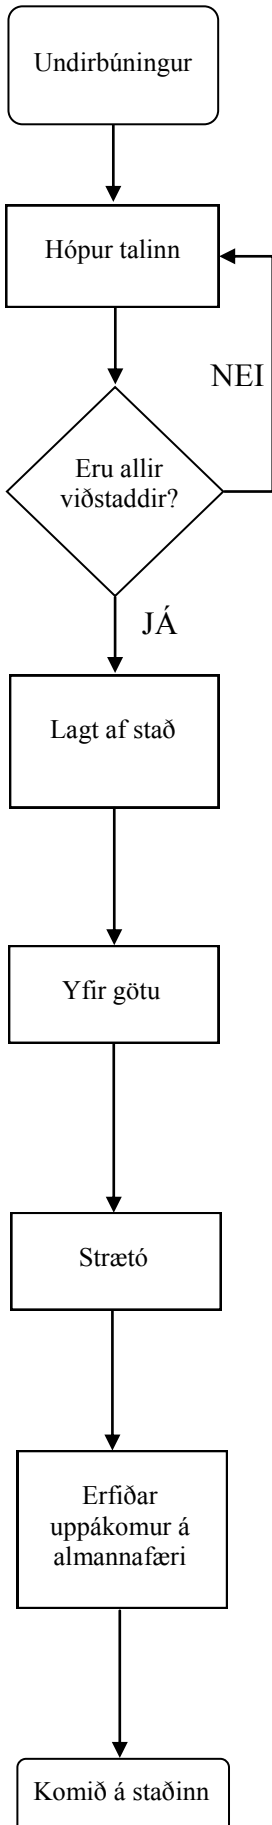 Undirbúningur
Hópur talinn
NEI
Eru allir
viðstaddir?
JÁ
Lagt af stað
Yfir götu
Strætó
Erfiðar
uppákomur á
almannafæri
Komið á staðinn